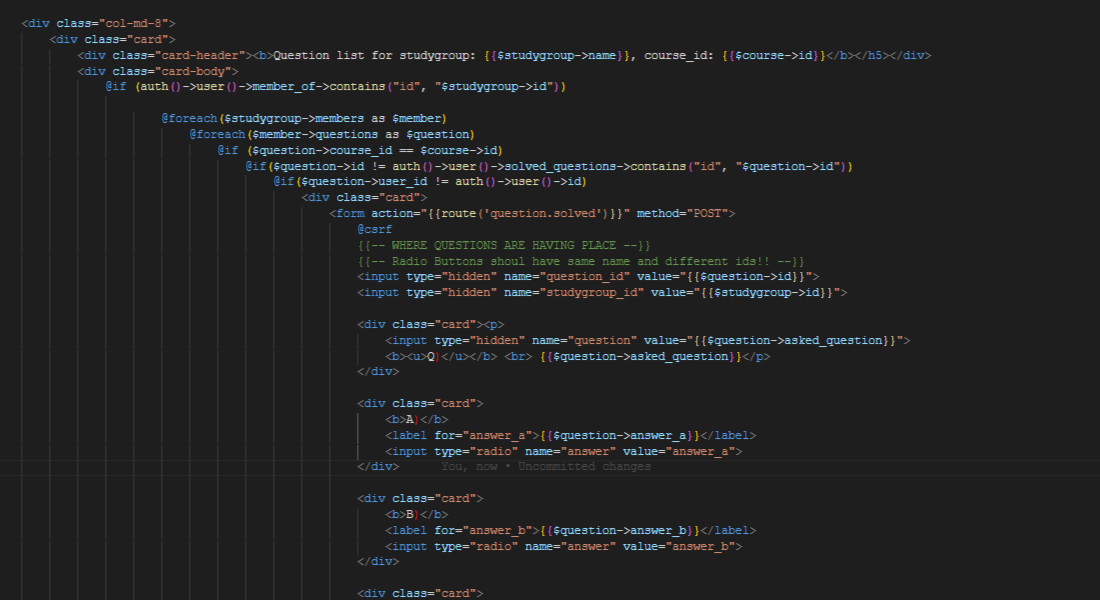 <div class="col-md-8">
<div class="card">
<div class="card-header"><b>Question list for studygroup: {{$studygroup->name}}, course_id: {{$course->id}}</b></h5></div>
<div class="card-body">
@if (auth()->user()->member_of->contains("id", "$studygroup->id"))
@foreach($studygroup->members as $member)
@foreach($member->questions as $question)
@if ($question->course_id == $course->id)
@if($question->id != auth()->user()->solved_questions->contains("id", "$question->id"))
@if($question->user_id != auth()->user()->id)
<div class="card">
<form action="{{route('question.solved')}}" method="POST">
@csrf
{{-- WHERE QUESTIONS ARE HAVING PLACE --}}
{{-- Radio Buttons shoul have same name and different ids!! --}}
<input type="hidden" name="question_id" value="{{$question->id}}">
<input type="hidden" name="studygroup_id" value="{{$studygroup->id}}">
<div class="card"><p>
<input type="hidden" name="question" value="{{$question->asked_question}}">
<b><u>Q)</u></b> <br> {{$question->asked_question}}</p>
</div>
<div class="card">
<b>A)</b>
<label for="answer_a">{{$question->answer_a}}</label>
<input type="radio" name="answer" value="answer_a">
</div> You, now • Uncommitted changes
<div class="card">
<b>B)</b>
<label for="answer_b">{{$question->answer_b}}</label>
<input type="radio" name="answer" value="answer_b">
</div>
<div class="card">